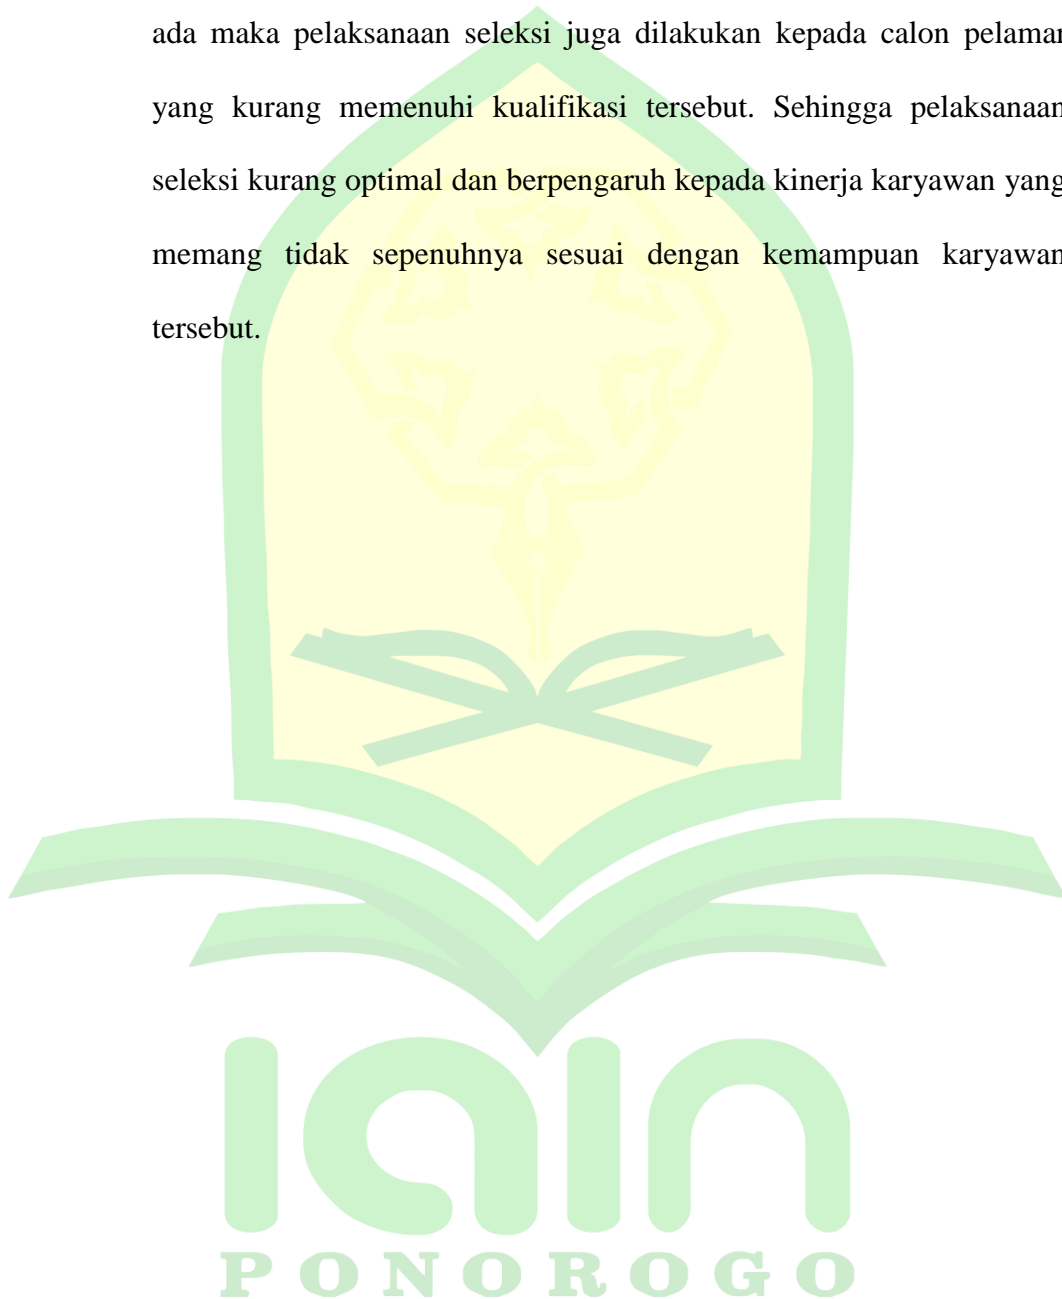 ada maka pelaksanaan seleksi juga dilakukan kepada calon pelamar
yang kurang memenuhi kualifikasi tersebut. Sehingga pelaksanaan
seleksi kurang optimal dan berpengaruh kepada kinerja karyawan yang
memang tidak sepenuhnya sesuai dengan kemampuan karyawan
tersebut.
IAIN
PONOROGO